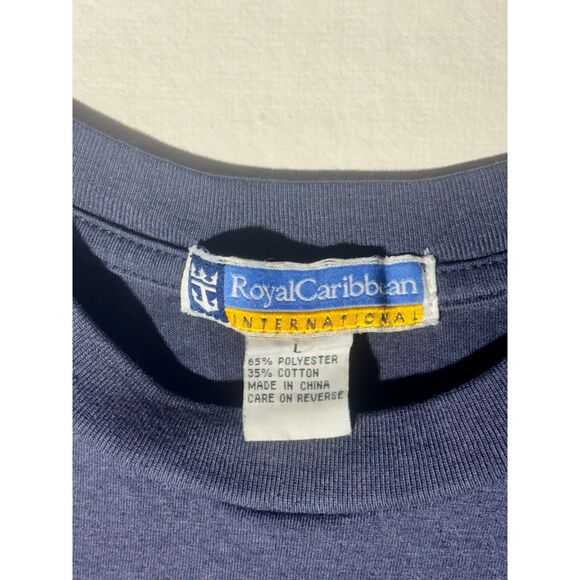 RoyalCaribbean
INTERNATIONAL
L
65% POLYESTER
35% COTTON
MADE IN CHINA
CARE ON REVERSE